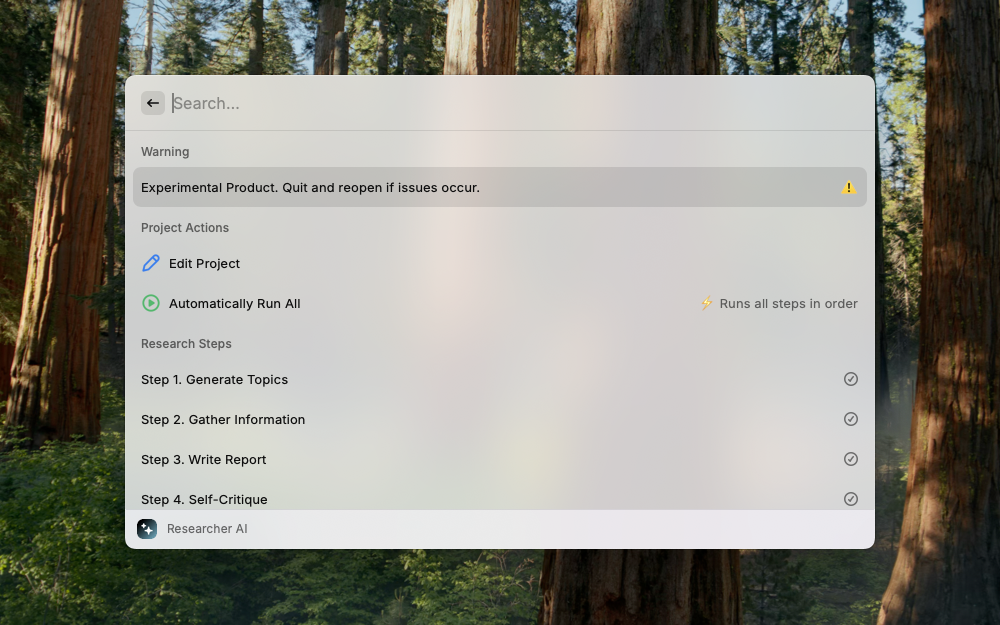 Search...
Warning
Experimental Product. Quit and reopen if issues occur.
Project Actions
Edit Project
Automatically Run All ⚡ Runs all steps in order
Research Steps
Step 1. Generate Topics
Step 2. Gather Information
Step 3. Write Report
Step 4. Self-Critique
Researcher AI